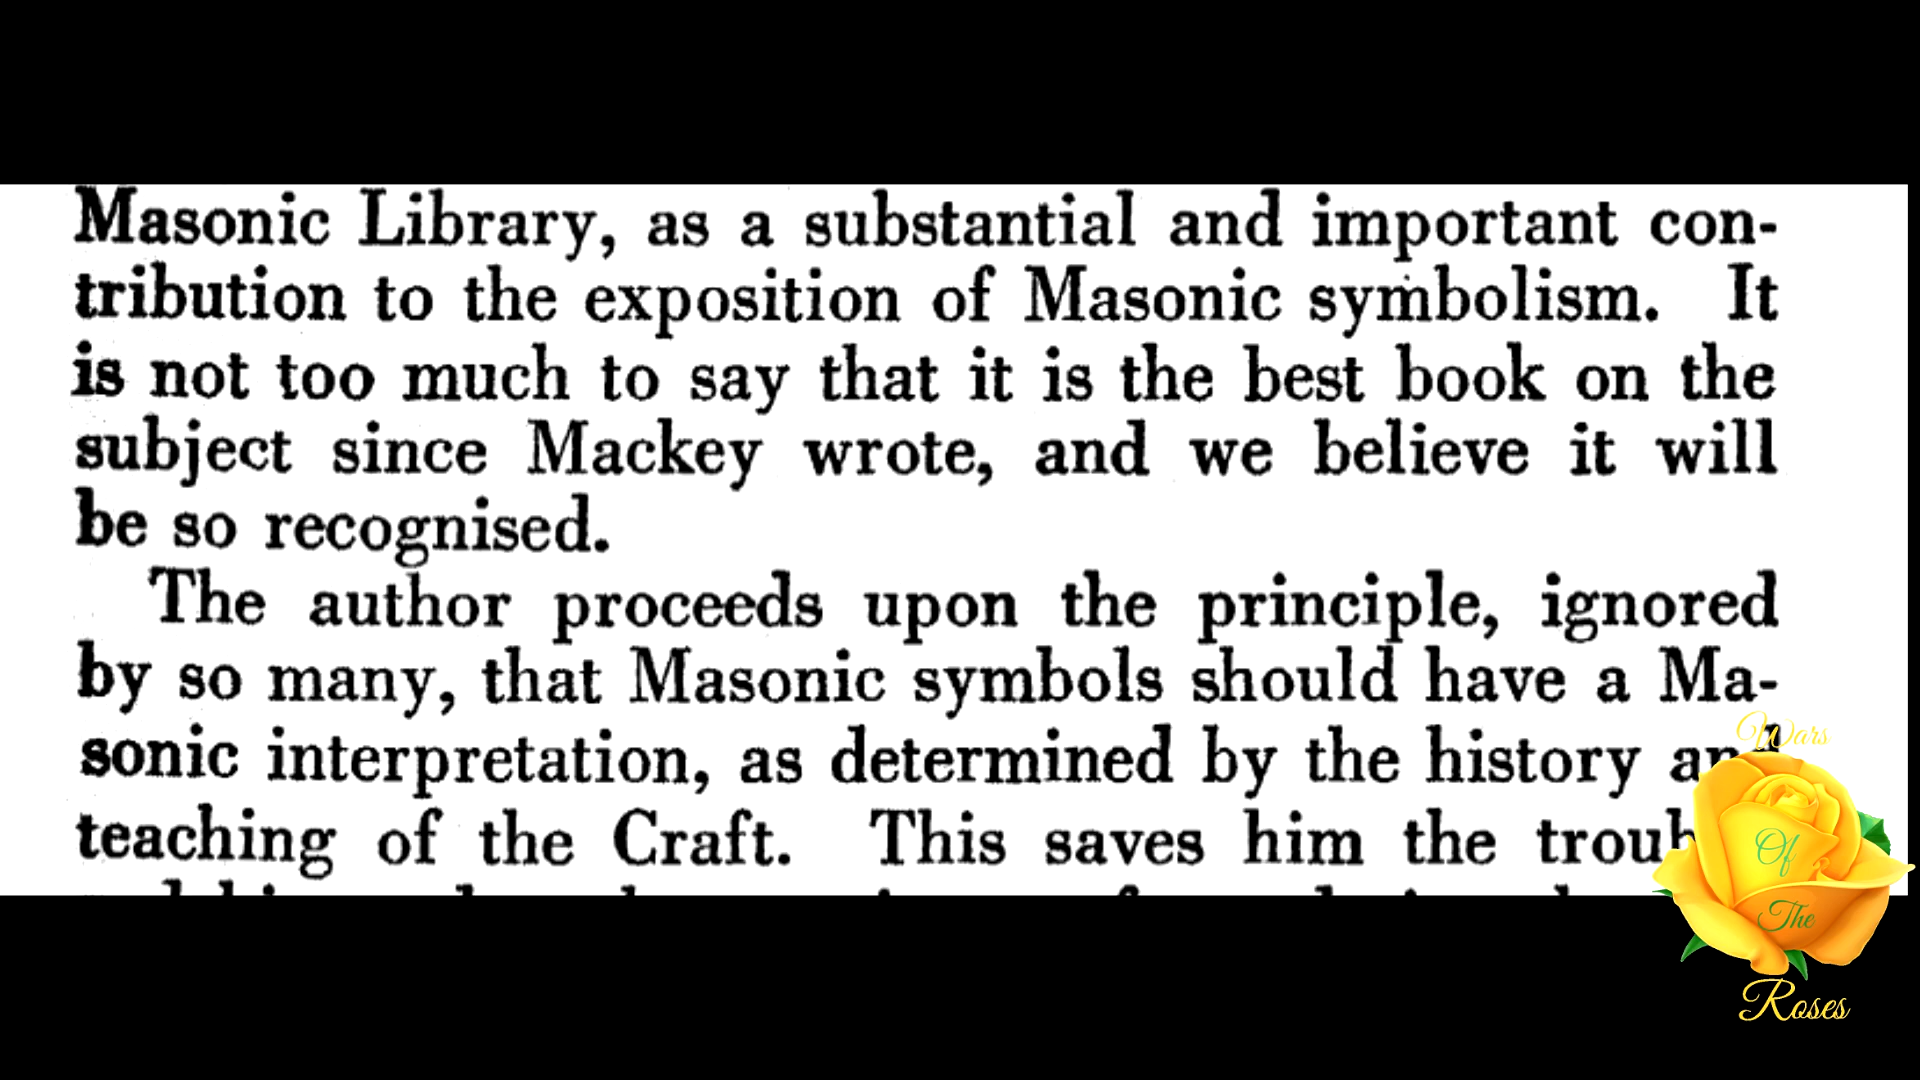 Masonic Library, as a substantial and important con-
tribution to the exposition of Masonic symbolism. It
is not too much to say that it is the best book on the
subject since Mackey wrote, and we believe it will
be so recognised.
The author proceeds upon the principle, ignored
by so many, that Masonic symbols should have a Ma-
sonic interpretation, as determined by the history
teaching of the Craft. This saves him the
Wars
Of
The
Roses